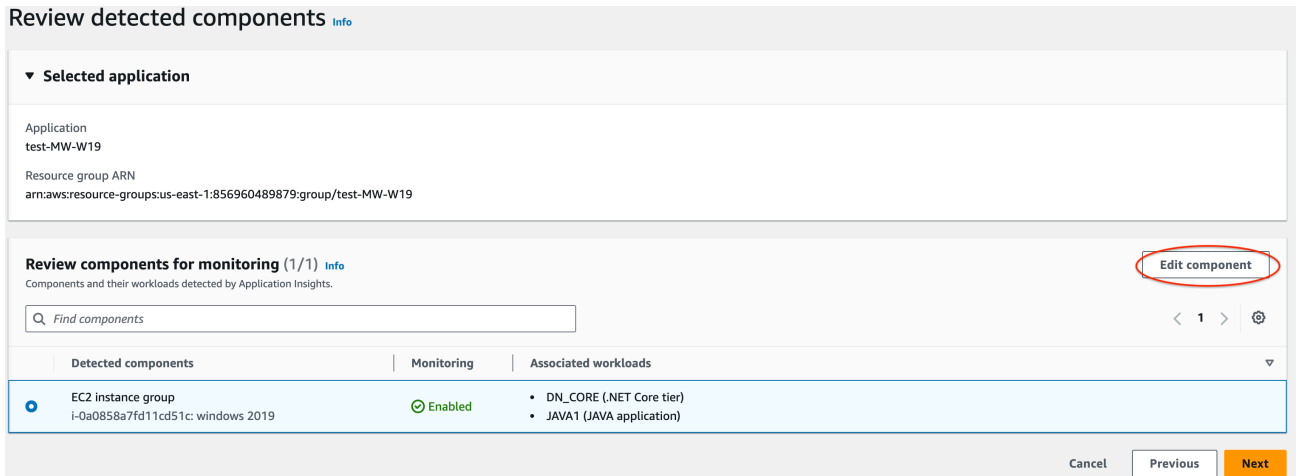 Review detected components Info
Selected application
Application
test-MW-W19
Resource group ARN
arn:aws:resource-groups:us-east-1:856960489879:group/test-MW-W19
Review components for monitoring (1/1) Info
Edit component
Components and their workloads detected by Application Insights.
Find components
1
Detected components Monitoring Associated workloads
EC2 instance group
i-0a0858a7fd11cd51c: windows 2019
Enabled
• DN_CORE (.NET Core tier)
• JAVA1 (JAVA application)
Cancel Previous Next